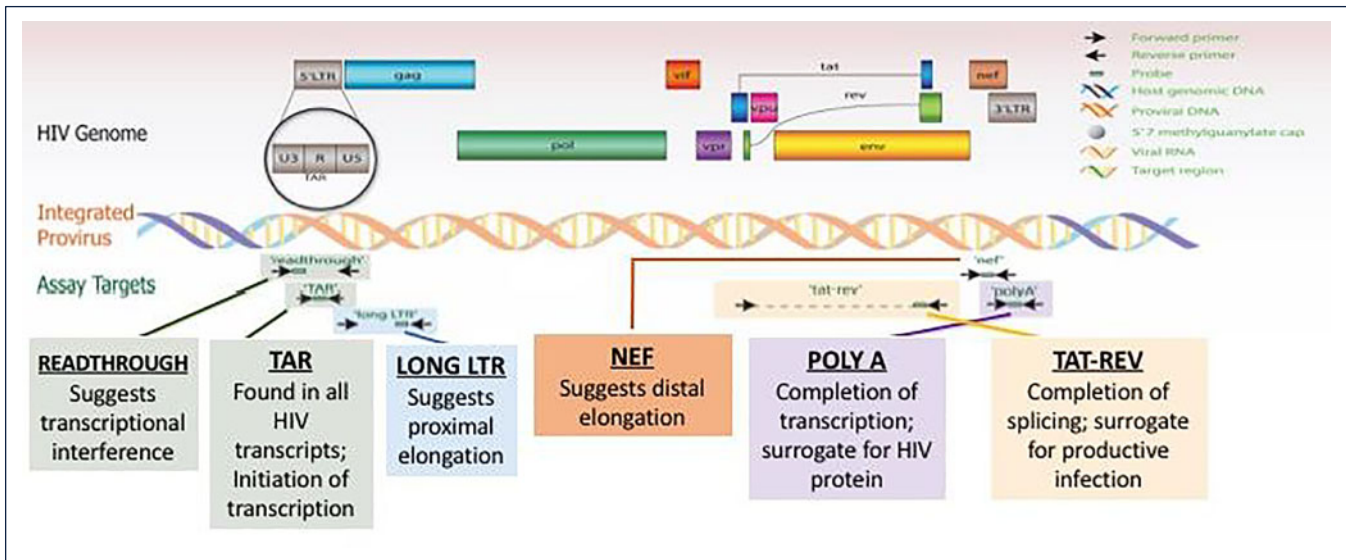 5'LTR
gag
vif
tat
nef
Forward primer
Reverse primer
Probe
Host genomic DNA
Proviral DNA
5'7 methylguanylate cap
Viral RNA
Target region
vpu
rev
3'LTR
HIV Genome
U3 R U5
TAR
pol
vpr
env
Integrated
Provirus
Assay Targets
'readthrough'
'TAR'
'long LTR'
'nef'
'tat-rev'
'polyA'
READTHROUGH
Suggests
transcriptional
interference
TAR
Found in all
HIV
transcripts;
Initiation of
transcription
LONG LTR
Suggests
proximal
elongation
NEF
Suggests distal
elongation
POLY A
Completion of
transcription;
surrogate for HIV
protein
TAT-REV
Completion of
splicing; surrogate
for productive
infection